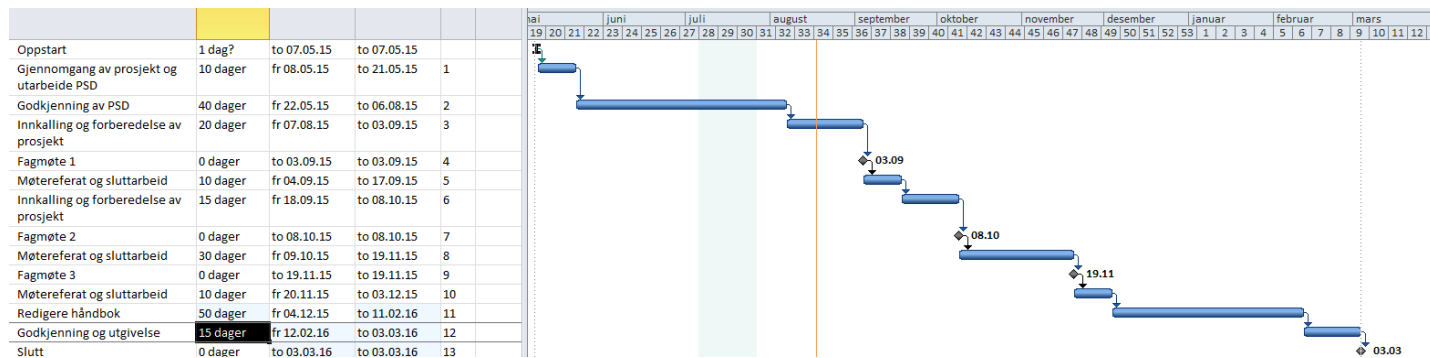 mai juni juli august september oktober november desember januar februar mars
19 20 21 22 23 24 25 26 27 28 29 30 31 32 33 34 35 36 37 38 39 40 41 42 43 44 45 46 47 48 49 50 51 52 53 1 2 3 4 5 6 7 8 9 10 11 12
Oppstart 1 dag? to 07.05.15 to 07.05.15
Gjennomgang av prosjekt og 10 dager fr 08.05.15 to 21.05.15 1
utarbeide PSD
Godkjenning av PSD 40 dager fr 22.05.15 to 06.08.15 2
Innkalling og forberedelse av 20 dager fr 07.08.15 to 03.09.15 3
prosjekt
Fagmøte 1 0 dager to 03.09.15 to 03.09.15 4 03.09
Møtereferat og sluttarbeid 10 dager fr 04.09.15 to 17.09.15 5
Innkalling og forberedelse av 15 dager fr 18.09.15 to 08.10.15 6
prosjekt
Fagmøte 2 0 dager to 08.10.15 to 08.10.15 7 08.10
Møtereferat og sluttarbeid 30 dager fr 09.10.15 to 19.11.15 8
Fagmøte 3 0 dager to 19.11.15 to 19.11.15 9 19.11
Møtereferat og sluttarbeid 10 dager fr 20.11.15 to 03.12.15 10
Redigere håndbok 50 dager fr 04.12.15 to 11.02.16 11
Godkjenning og utgivelse 15 dager fr 12.02.16 to 03.03.16 12
Slutt 0 dager to 03.03.16 to 03.03.16 13 03.03